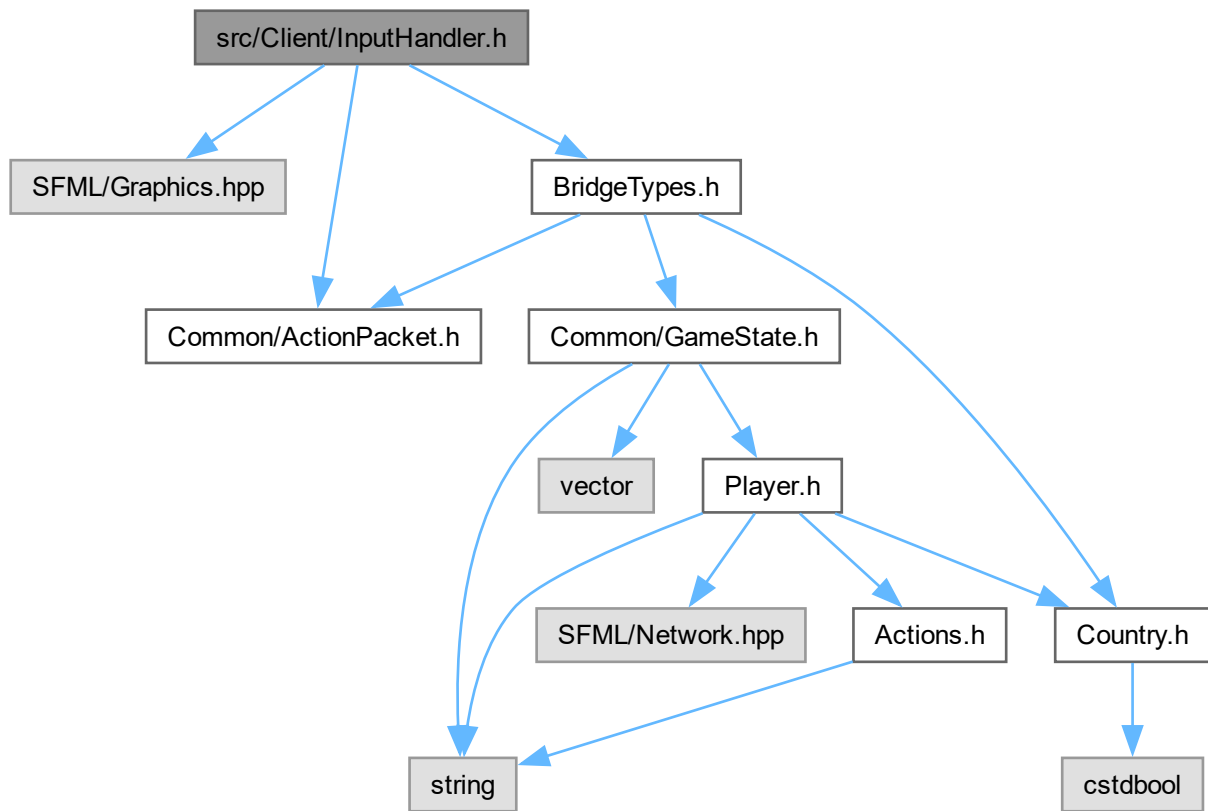 src/Client/InputHandler.h
SFML/Graphics.hpp
BridgeTypes.h
Common/ActionPacket.h
Common/GameState.h
vector
Player.h
SFML/Network.hpp
Actions.h
Country.h
string
cstdbool